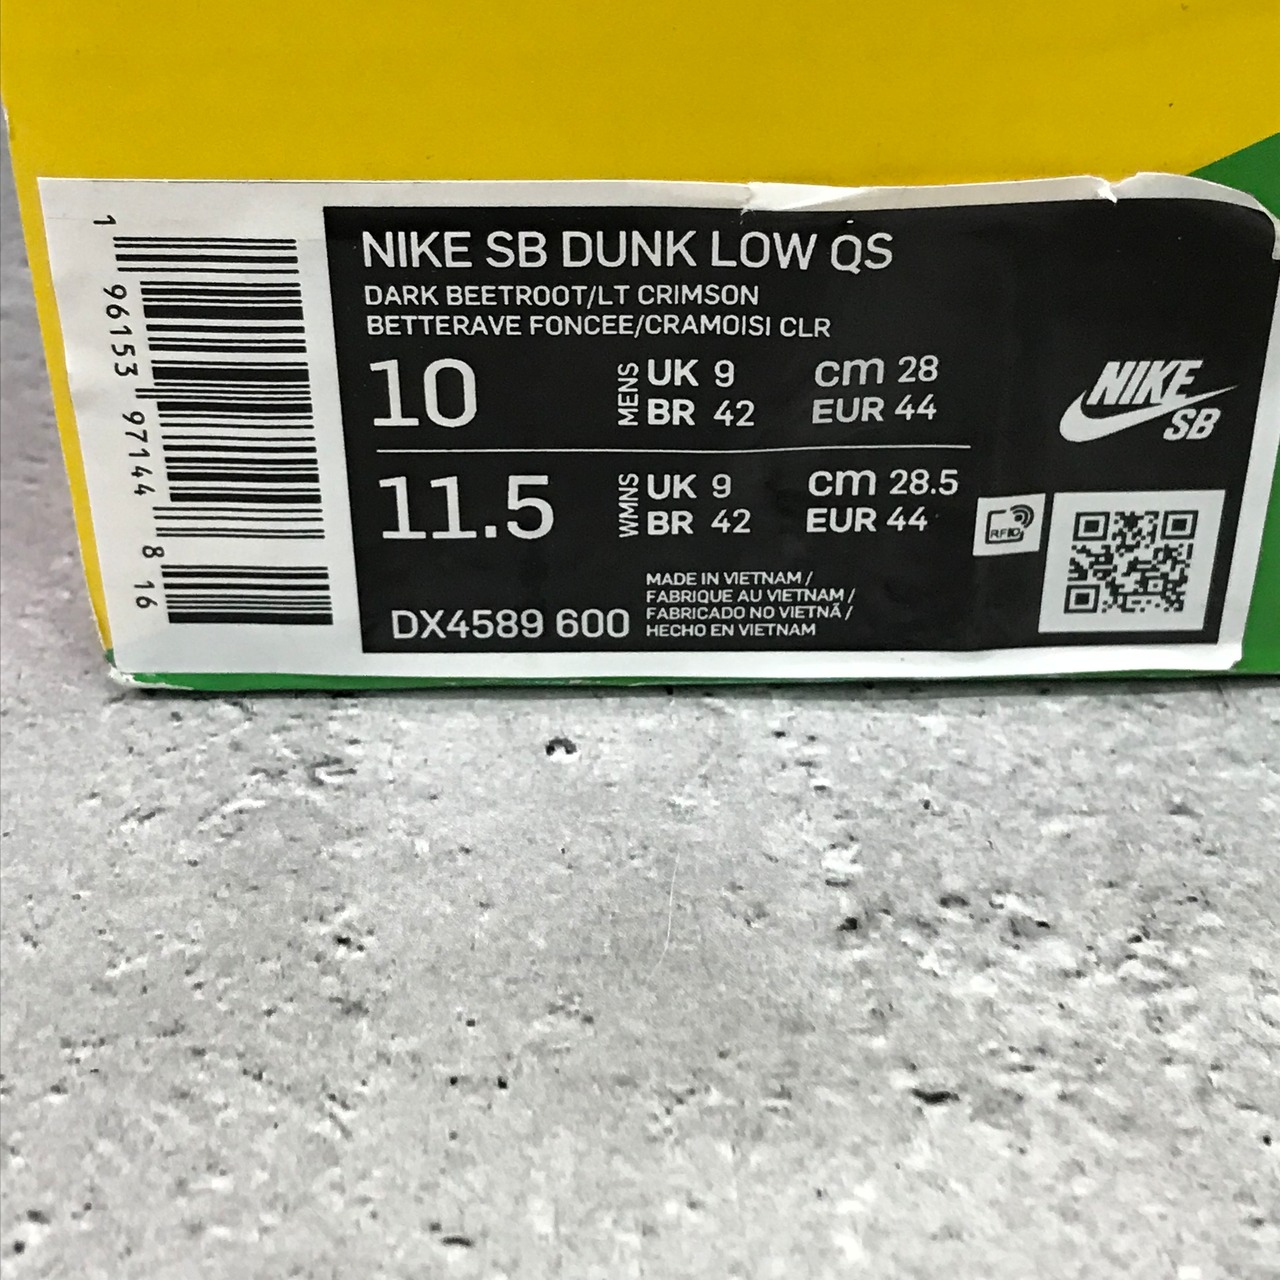 1 96153 97144 8 16
NIKE SB DUNK LOW QS
DARK BEETROOT/LT CRIMSON
BETTERAVE FONCEE/CRAMOISI CLR
10 MENS UK 9 cm 28
BR 42 EUR 44
11.5 WMNS UK 9 cm 28.5
BR 42 EUR 44
NIKE
SB
RFID
MADE IN VIETNAM /
FABRIQUE AU VIETNAM /
FABRICADO NO VIETNÃ /
HECHO EN VIETNAM
DX4589 600